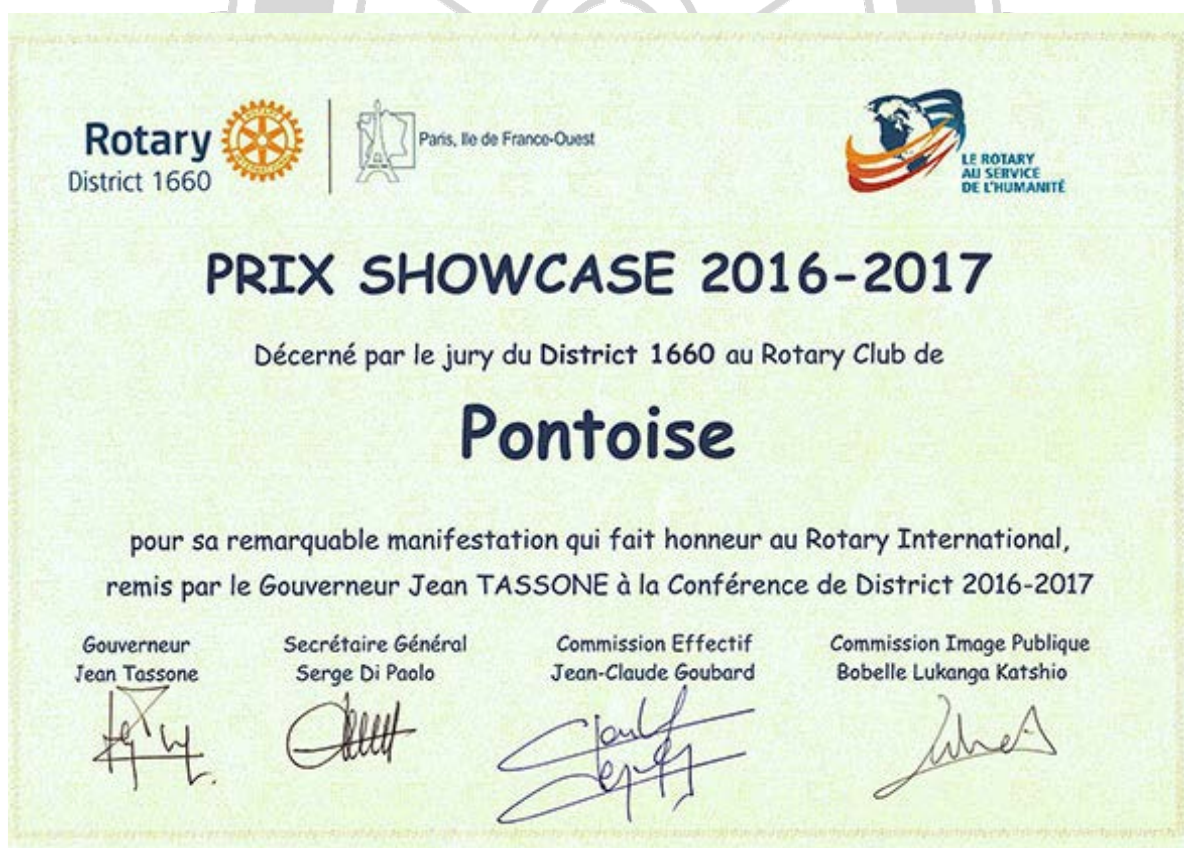 Rotary
District 1660
Paris, Ile de France-Ouest
LE ROTARY
AU SERVICE
DE L'HUMANITÉ
PRIX SHOWCASE 2016-2017
Décerné par le jury du District 1660 au Rotary Club de
Pontoise
pour sa remarquable manifestation qui fait honneur au Rotary International,
remis par le Gouverneur Jean TASSONE à la Conférence de District 2016-2017
Gouverneur
Jean Tassone
Secrétaire Général
Serge Di Paolo
Commission Effectif
Jean-Claude Goubard
Commission Image Publique
Bobelle Lukanga Katshio